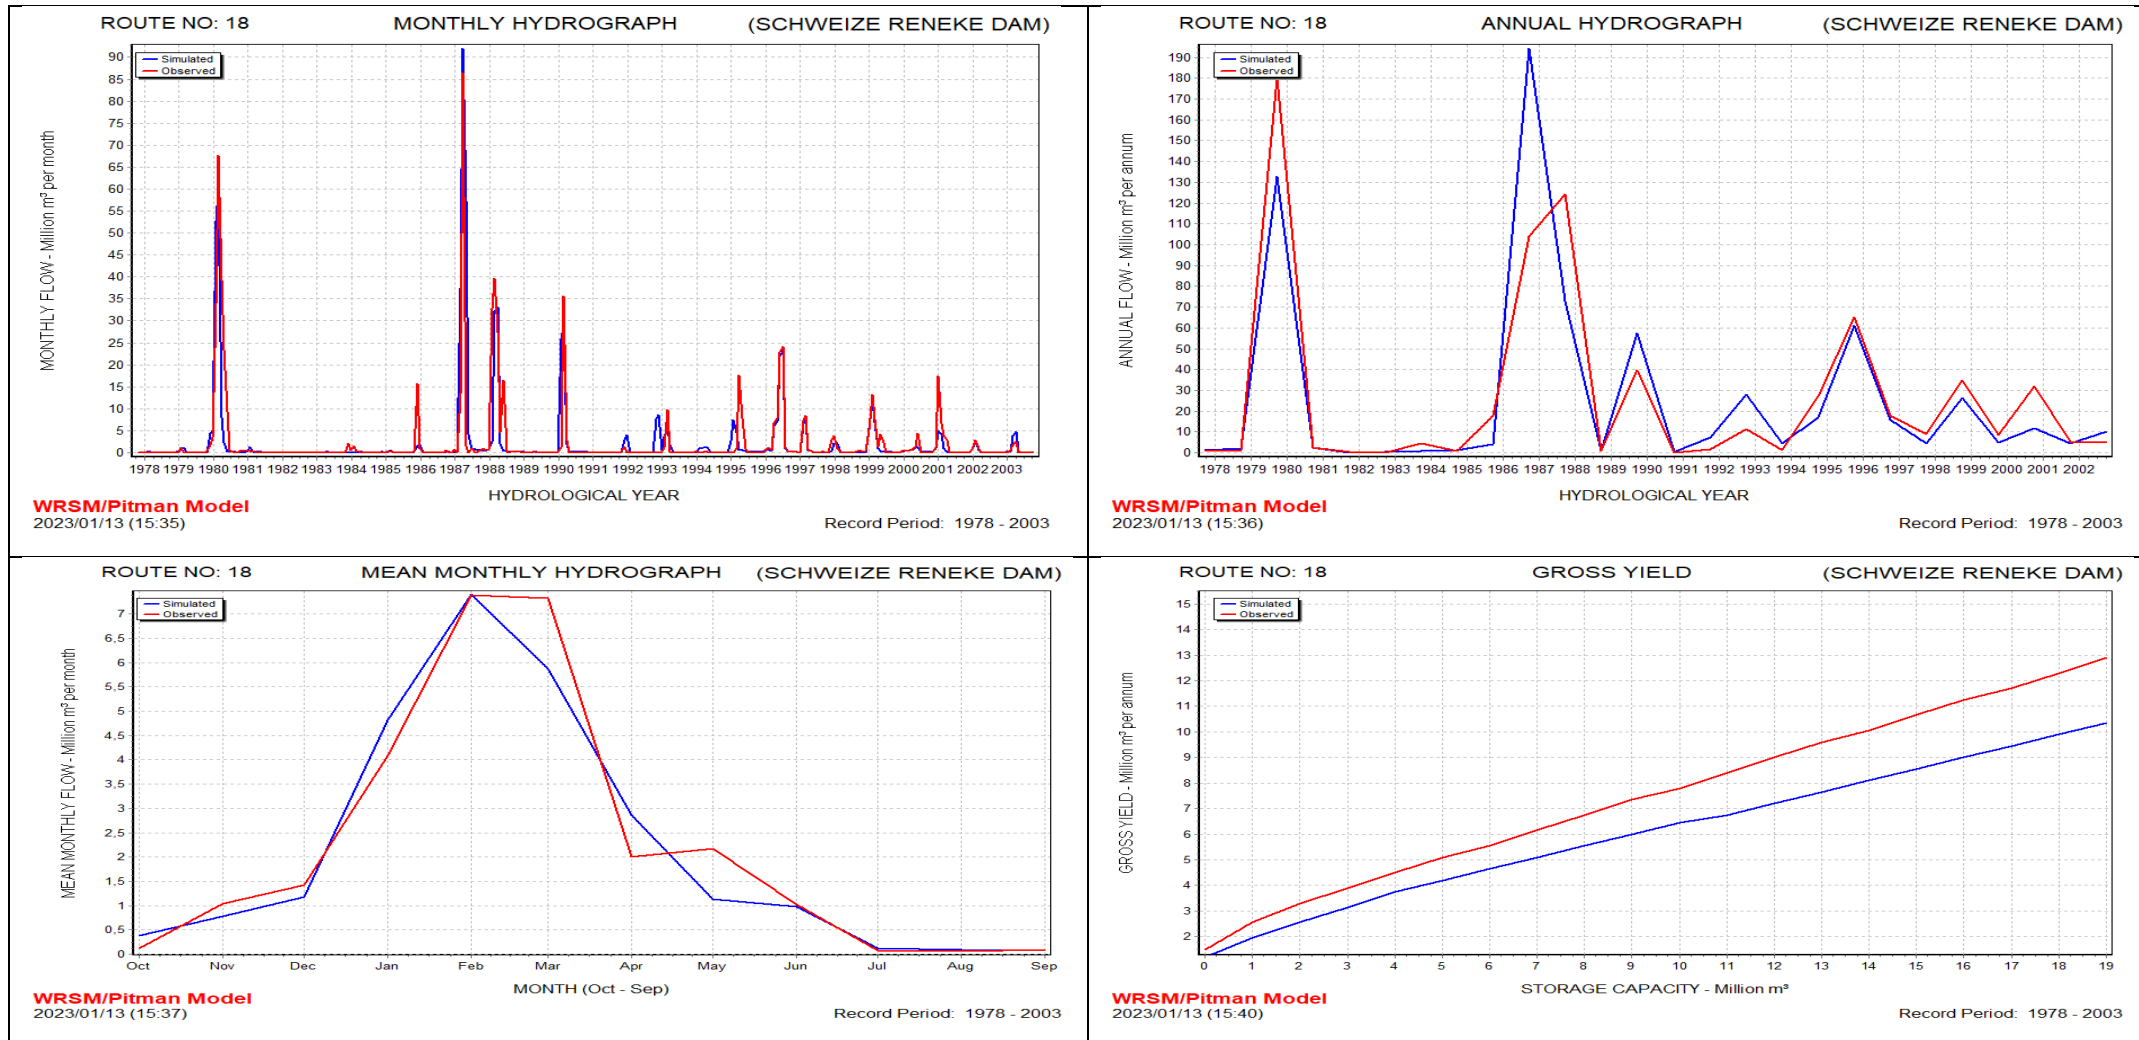 ROUTE NO: 18 MONTHLY HYDROGRAPH (SCHWEIZE RENEKE DAM)
Simulated
Observed
MONTHLY FLOW - Million m³ per month
90
85
80
75
70
65
60
55
50
45
40
35
30
25
20
15
10
5
0
1978 1979 1980 1981 1982 1983 1984 1985 1986 1987 1988 1989 1990 1991 1992 1993 1994 1995 1996 1997 1998 1999 2000 2001 2002 2003
HYDROLOGICAL YEAR
WRSM/Pitman Model
2023/01/13 (15:35) Record Period: 1978 - 2003
ROUTE NO: 18 ANNUAL HYDROGRAPH (SCHWEIZE RENEKE DAM)
Simulated
Observed
ANNUAL FLOW - Million m³ per annum
190
180
170
160
150
140
130
120
110
100
90
80
70
60
50
40
30
20
10
0
1978 1979 1980 1981 1982 1983 1984 1985 1986 1987 1988 1989 1990 1991 1992 1993 1994 1995 1996 1997 1998 1999 2000 2001 2002
HYDROLOGICAL YEAR
WRSM/Pitman Model
2023/01/13 (15:36) Record Period: 1978 - 2003
ROUTE NO: 18 MEAN MONTHLY HYDROGRAPH (SCHWEIZE RENEKE DAM)
Simulated
Observed
MEAN MONTHLY FLOW - Million m³ per month
7
6.5
6
5.5
5
4.5
4
3.5
3
2.5
2
1.5
1
0.5
0
Oct Nov Dec Jan Feb Mar Apr May Jun Jul Aug Sep
MONTH (Oct - Sep)
WRSM/Pitman Model
2023/01/13 (15:37) Record Period: 1978 - 2003
ROUTE NO: 18 GROSS YIELD (SCHWEIZE RENEKE DAM)
Simulated
Observed
GROSS YIELD - Million m³ per annum
15
14
13
12
11
10
9
8
7
6
5
4
3
2
0 1 2 3 4 5 6 7 8 9 10 11 12 13 14 15 16 17 18 19
STORAGE CAPACITY - Million m³
WRSM/Pitman Model
2023/01/13 (15:40) Record Period: 1978 - 2003